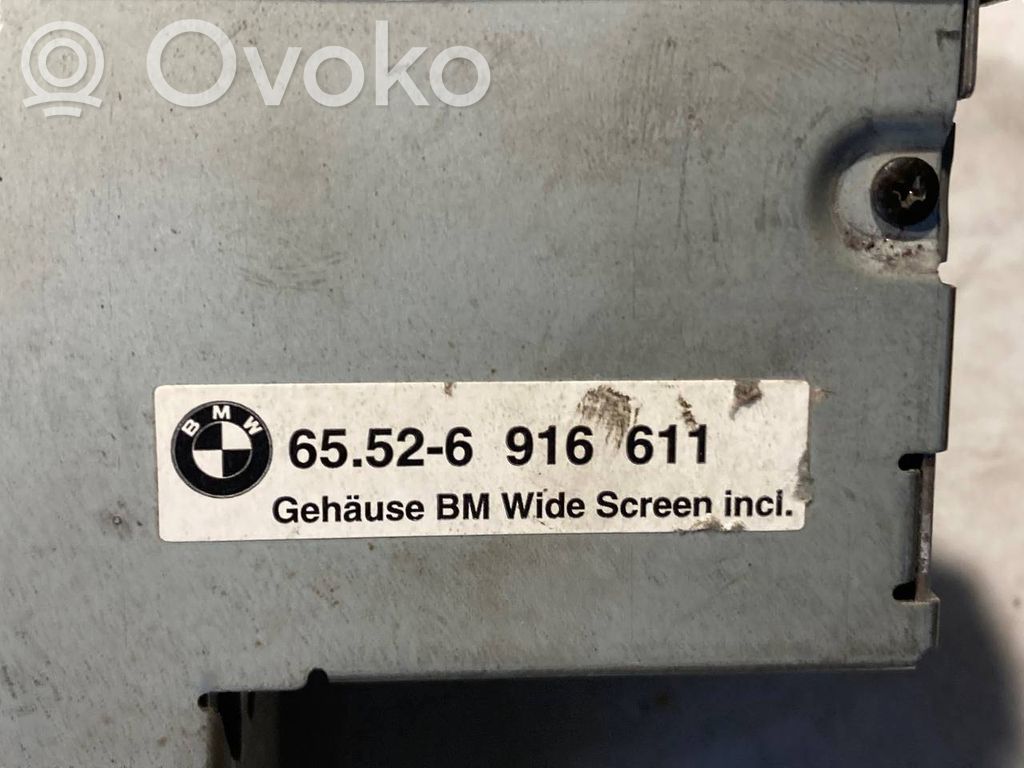 Ovoko
BMW
65.52-6 916 611
Gehäuse BM Wide Screen incl.